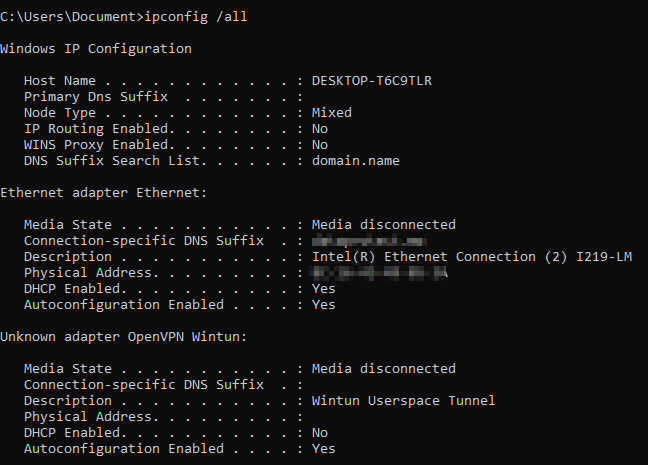 C:\Users\Document>ipconfig /all
Windows IP Configuration
Host Name . . . . . . . . . . . . : DESKTOP-T6C9TLR
Primary Dns Suffix  . . . . . . . :
Node Type . . . . . . . . . . . . : Mixed
IP Routing Enabled. . . . . . . . : No
WINS Proxy Enabled. . . . . . . . : No
DNS Suffix Search List. . . . . . : domain.name
Ethernet adapter Ethernet:
Media State . . . . . . . . . . . : Media disconnected
Connection-specific DNS Suffix  . :
Description . . . . . . . . . . . : Intel(R) Ethernet Connection (2) I219-LM
Physical Address. . . . . . . . . :
DHCP Enabled. . . . . . . . . . . : Yes
Autoconfiguration Enabled . . . . : Yes
Unknown adapter OpenVPN Wintun:
Media State . . . . . . . . . . . : Media disconnected
Connection-specific DNS Suffix  . :
Description . . . . . . . . . . . : Wintun Userspace Tunnel
Physical Address. . . . . . . . . :
DHCP Enabled. . . . . . . . . . . : No
Autoconfiguration Enabled . . . . : Yes